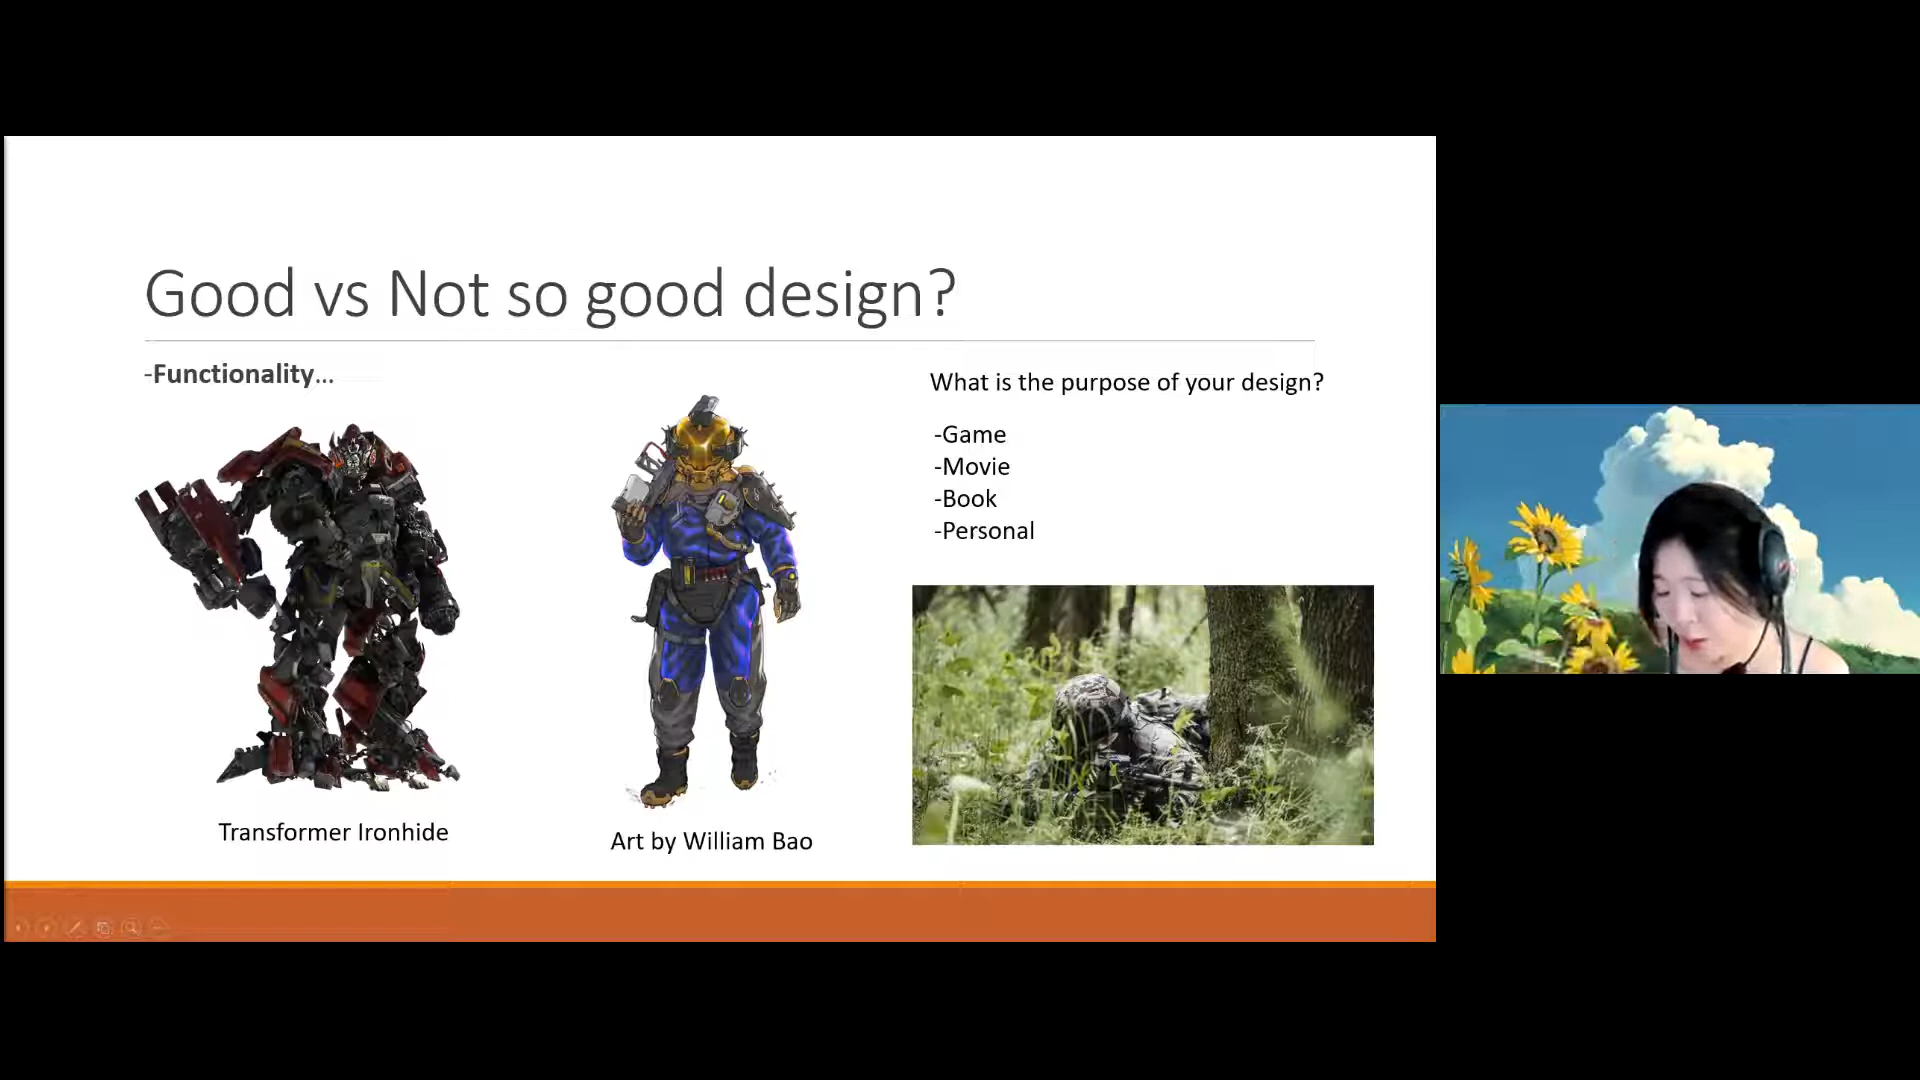 Good vs Not so good design?
-Functionality...
What is the purpose of your design?
-Game
-Movie
-Book
-Personal
Transformer Ironhide
Art by William Bao